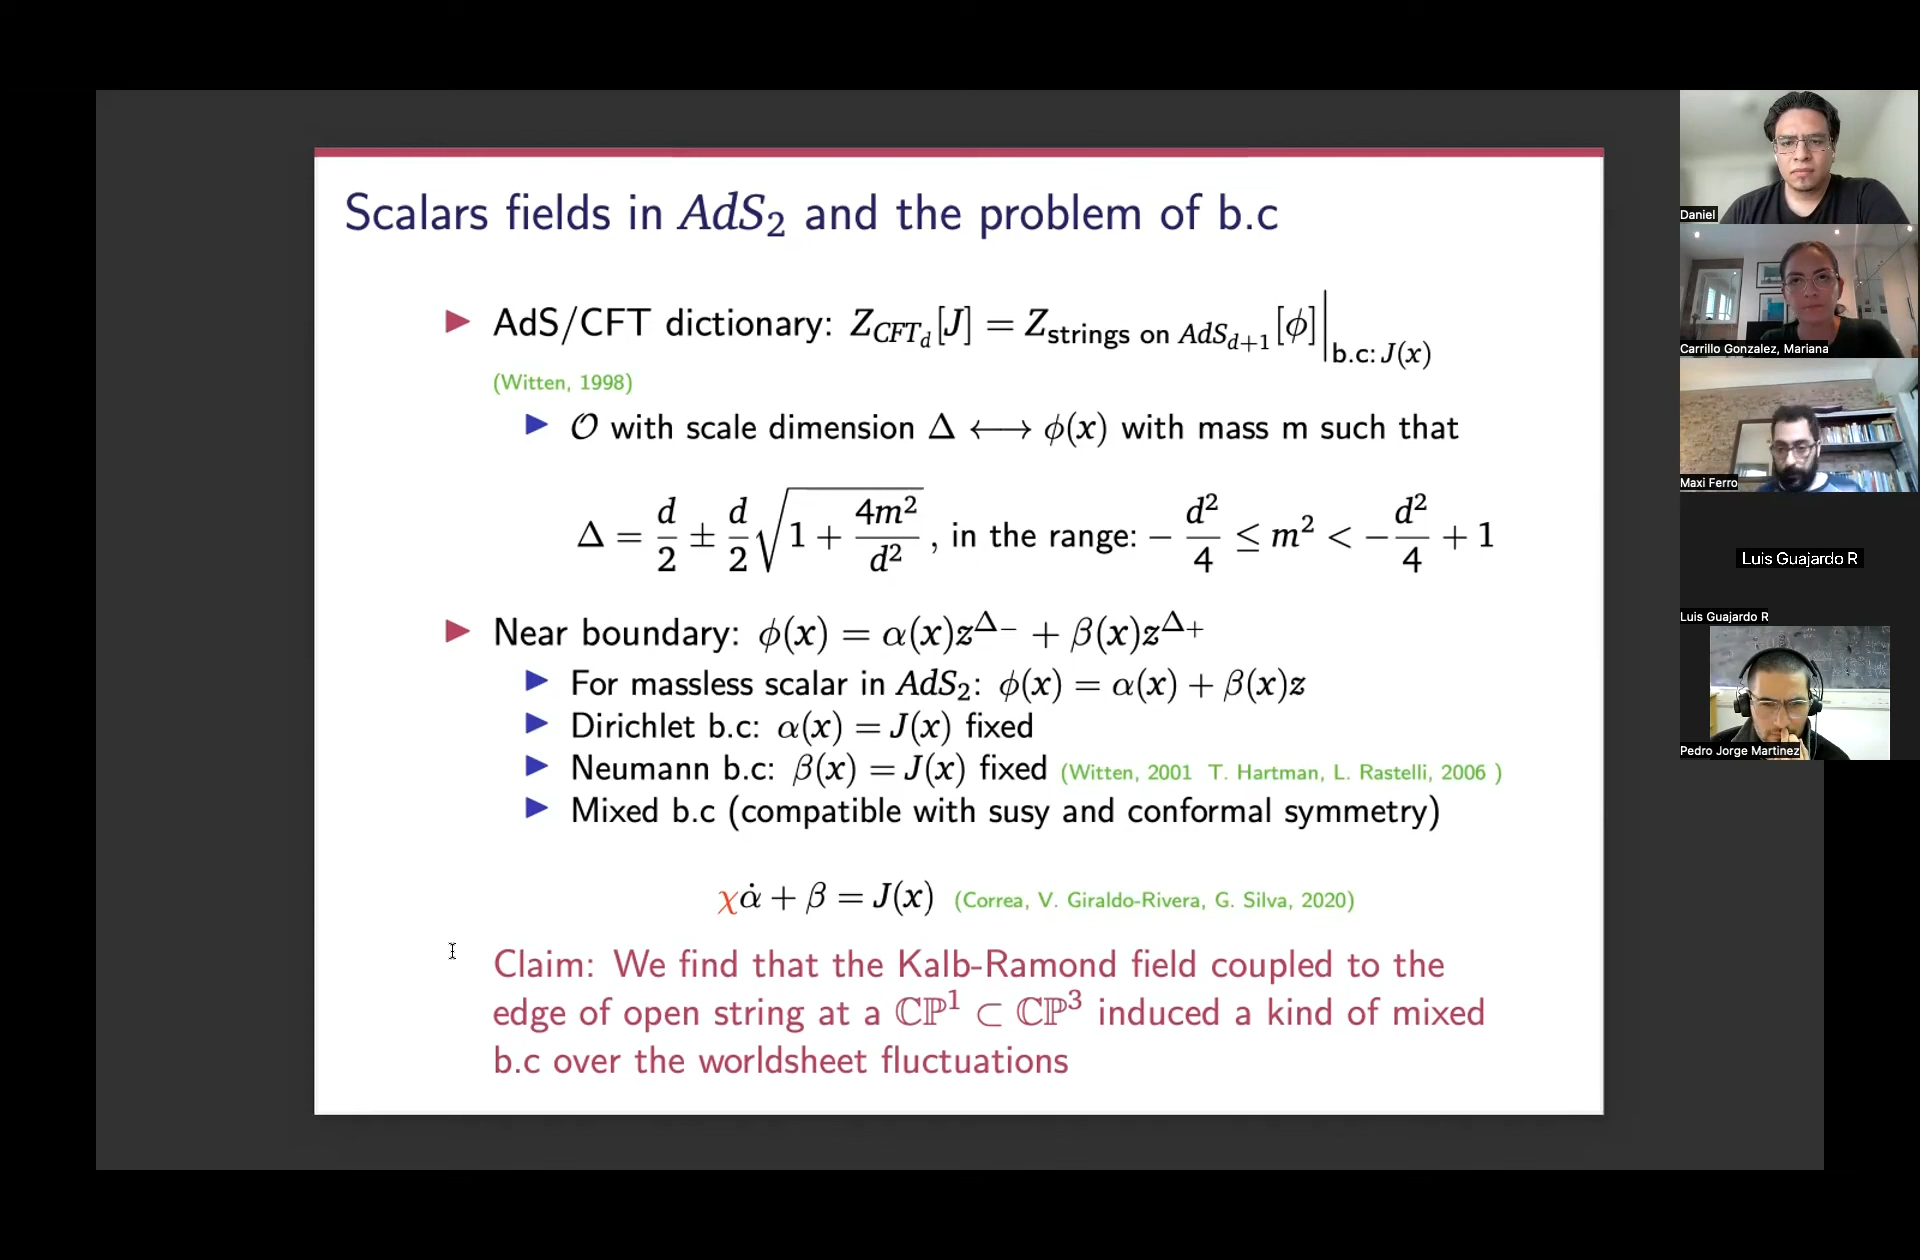 Scalars fields in AdS₂ and the problem of b.c
▶ AdS/CFT dictionary: Z_{CFT_d}[J] = Z_{strings on AdS_{d+1}}[ϕ]|_{b.c: J(x)}
(Witten, 1998)
▶ 𝒪 with scale dimension Δ ⟷ ϕ(x) with mass m such that
Δ = d/2 ± d/2 √(1 + 4m²/d²) , in the range: − d²/4 ≤ m² < − d²/4 + 1
▶ Near boundary: ϕ(x) = α(x)z^{Δ₋} + β(x)z^{Δ₊}
▶ For massless scalar in AdS₂: ϕ(x) = α(x) + β(x)z
▶ Dirichlet b.c: α(x) = J(x) fixed
▶ Neumann b.c: β(x) = J(x) fixed (Witten, 2001 T. Hartman, L. Rastelli, 2006 )
▶ Mixed b.c (compatible with susy and conformal symmetry)
χα̇ + β = J(x) (Correa, V. Giraldo-Rivera, G. Silva, 2020)
Claim: We find that the Kalb-Ramond field coupled to the
edge of open string at a ℂℙ¹ ⊂ ℂℙ³ induced a kind of mixed
b.c over the worldsheet fluctuations
Daniel
Carrillo Gonzalez, Mariana
Maxi Ferro
Luis Guajardo R
Luis Guajardo R
Pedro Jorge Martinez